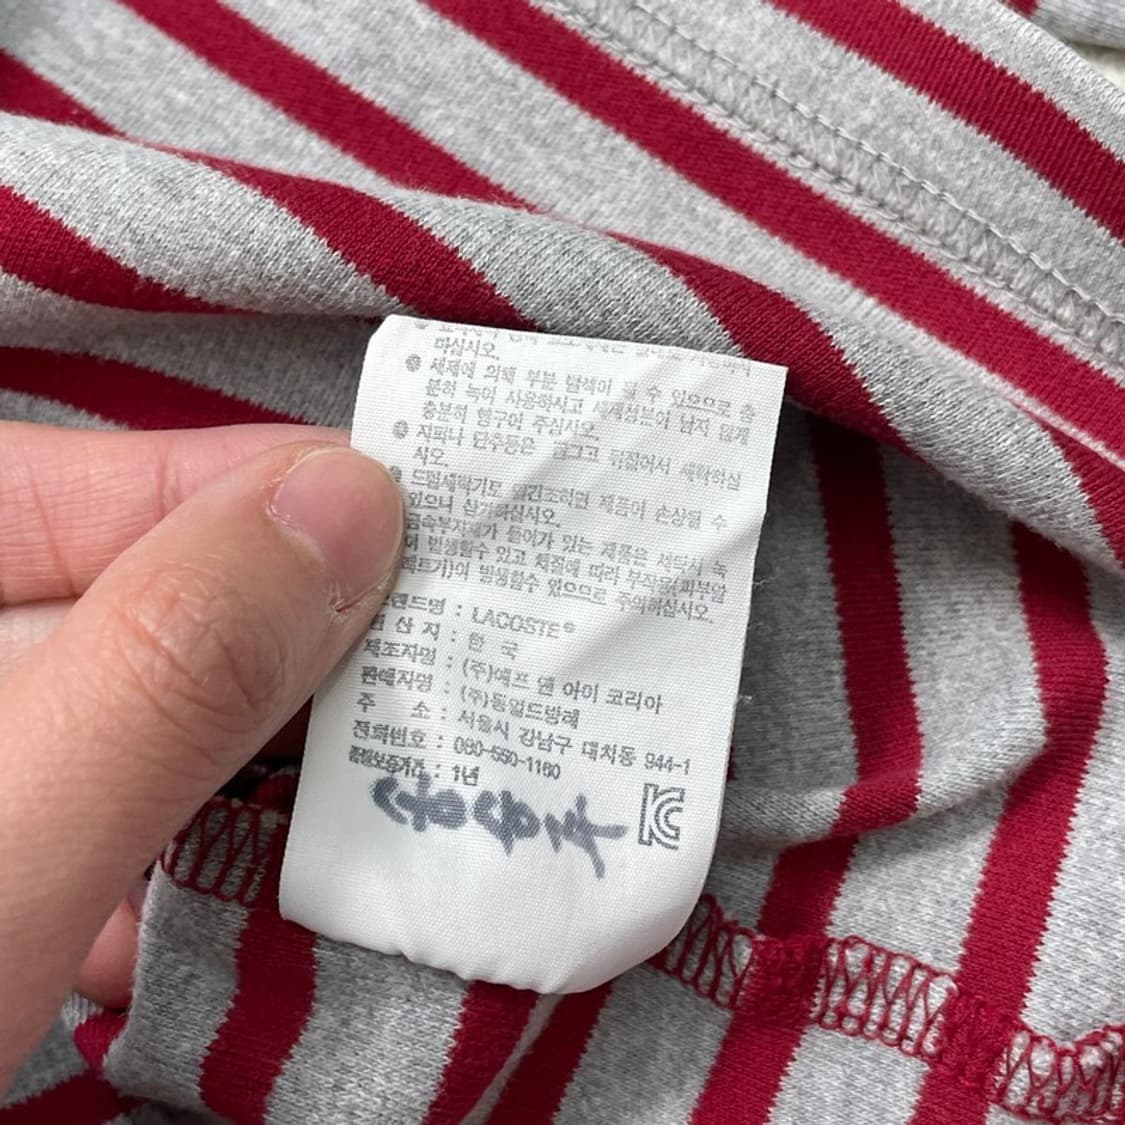 마십시오.
※ 세제에 의해 부분 탈색이 될 수 있으므로 충
분히 녹여 사용하시고 세제성분이 남지 않게
충분히 헹구어 주십시오.
※ 지퍼나 단추등은 잠그고 뒤집어서 세탁하십
시오.
드럼세탁기로 물건조하면 제품이 손상될 수
있으니 삼가하십시오.
금속부자재가 들어가 있는 제품은 세탁시 녹
이 발생할수 있고 체질에 따라 부작용(피부알
레르기)이 발생할수 있으므로 주의하십시오.
브랜드명 : LACOSTE®
원 산 지 : 한 국
제조자명 : (주)에프 앤 아이 코리아
판매자명 : (주)동일드방레
주 소 : 서울시 강남구 대치동 944-1
전화번호 : 080-550-1160
품질보증기간 : 1년
KC